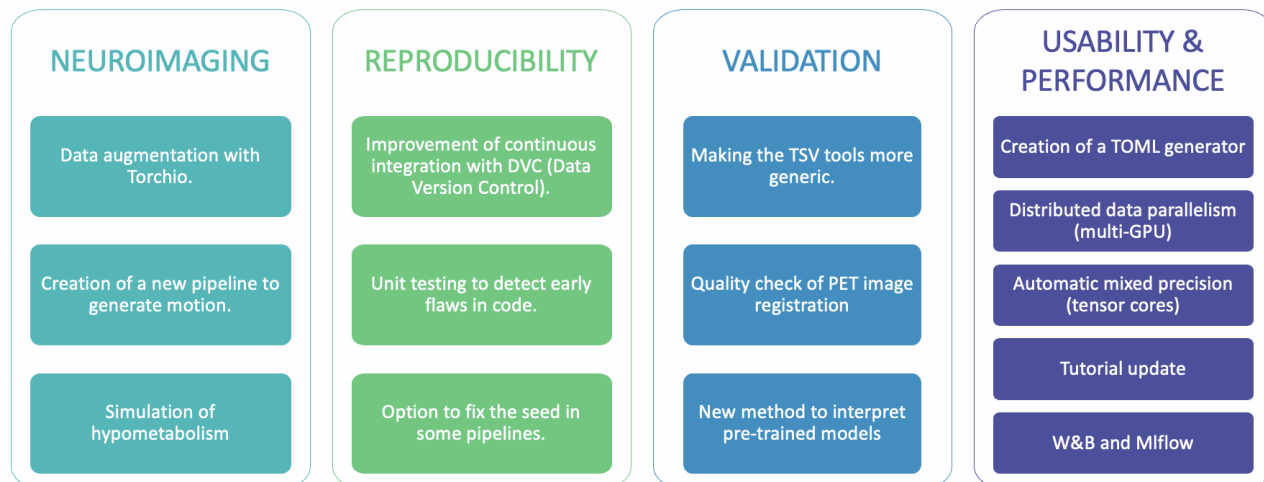 NEUROIMAGING
Data augmentation with
Torchio.
Creation of a new pipeline to
generate motion.
Simulation of
hypometabolism
REPRODUCIBILITY
Improvement of continuous
integration with DVC (Data
Version Control).
Unit testing to detect early
flaws in code.
Option to fix the seed in
some pipelines.
VALIDATION
Making the TSV tools more
generic.
Quality check of PET image
registration
New method to interpret
pre-trained models
USABILITY &
PERFORMANCE
Creation of a TOML generator
Distributed data parallelism
(multi-GPU)
Automatic mixed precision
(tensor cores)
Tutorial update
W&B and Mlflow